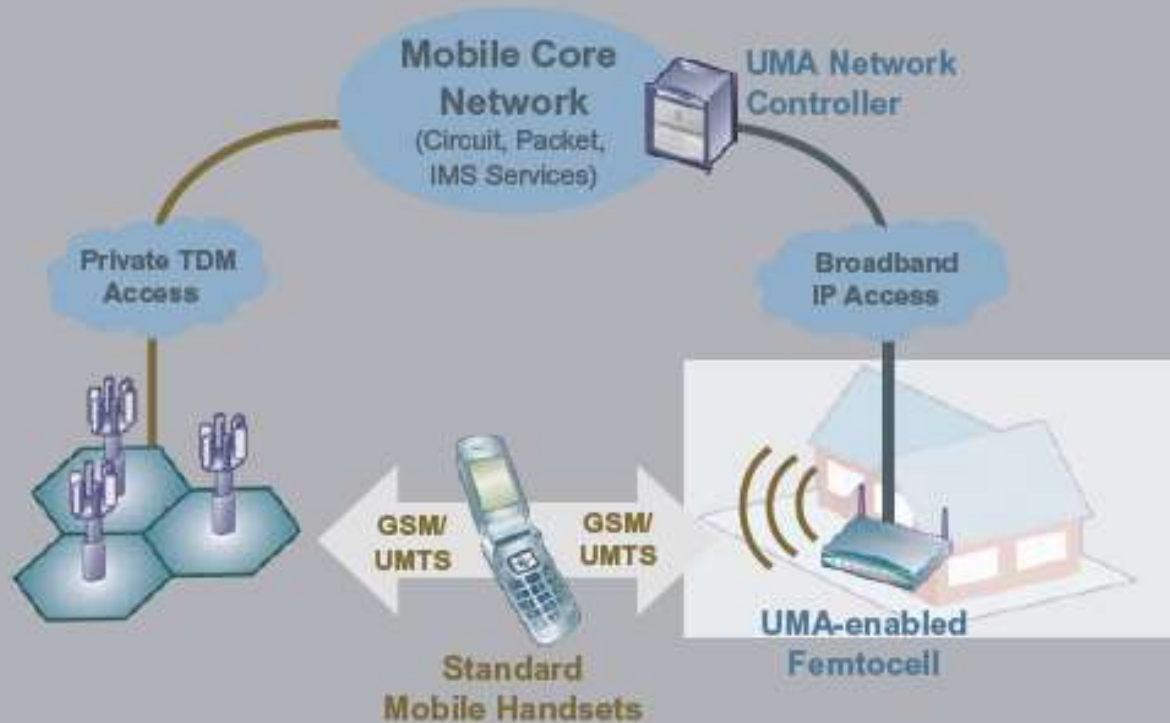 Mobile Core
Network
(Circuit, Packet,
IMS Services)
UMA Network
Controller
Private TDM
Access
Broadband
IP Access
GSM/
UMTS
GSM/
UMTS
UMA-enabled
Femtocell
Standard
Mobile Handsets